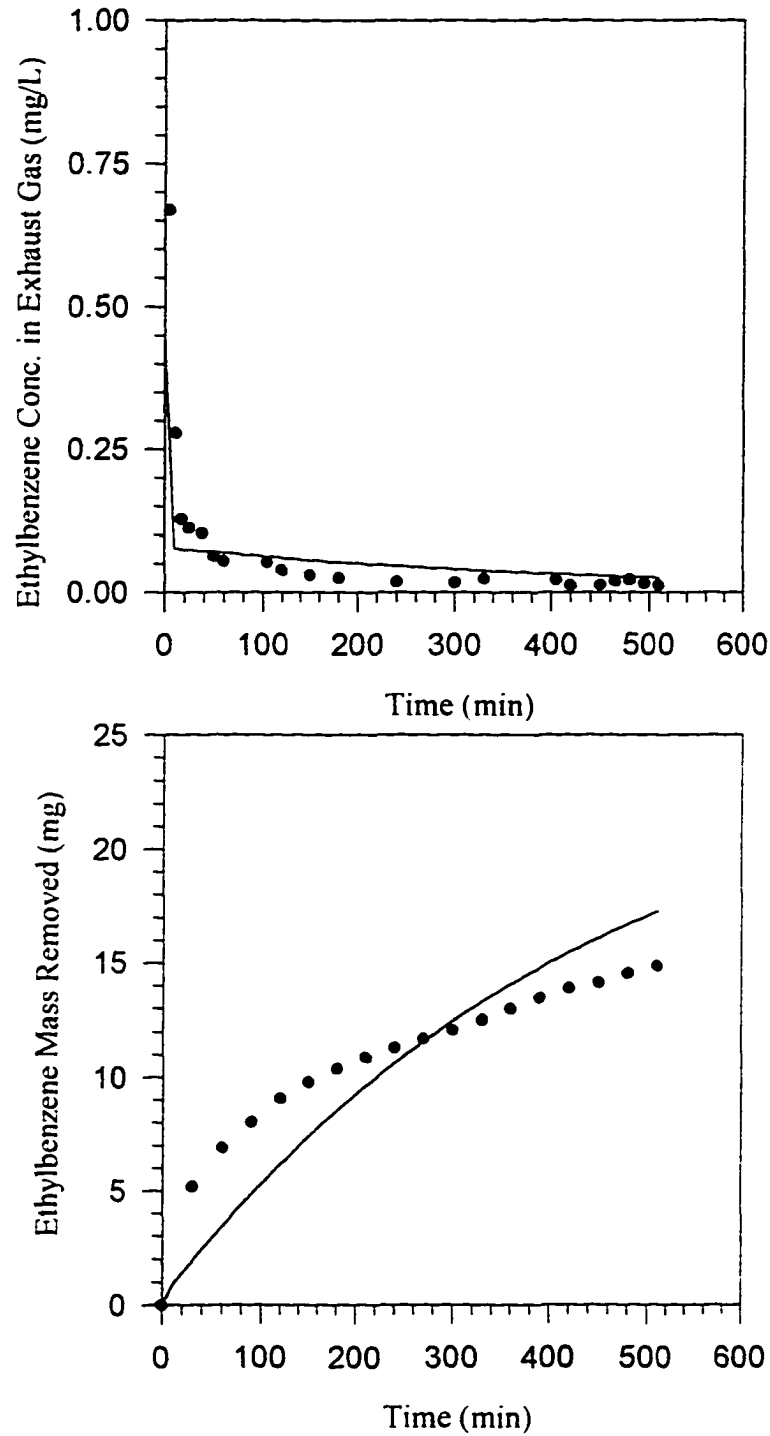 Ethylbenzene Conc. in Exhaust Gas (mg/L)
1.00
0.75
0.50
0.25
0.00
0 100 200 300 400 500 600
Time (min)
Ethylbenzene Mass Removed (mg)
25
20
15
10
5
0
0 100 200 300 400 500 600
Time (min)